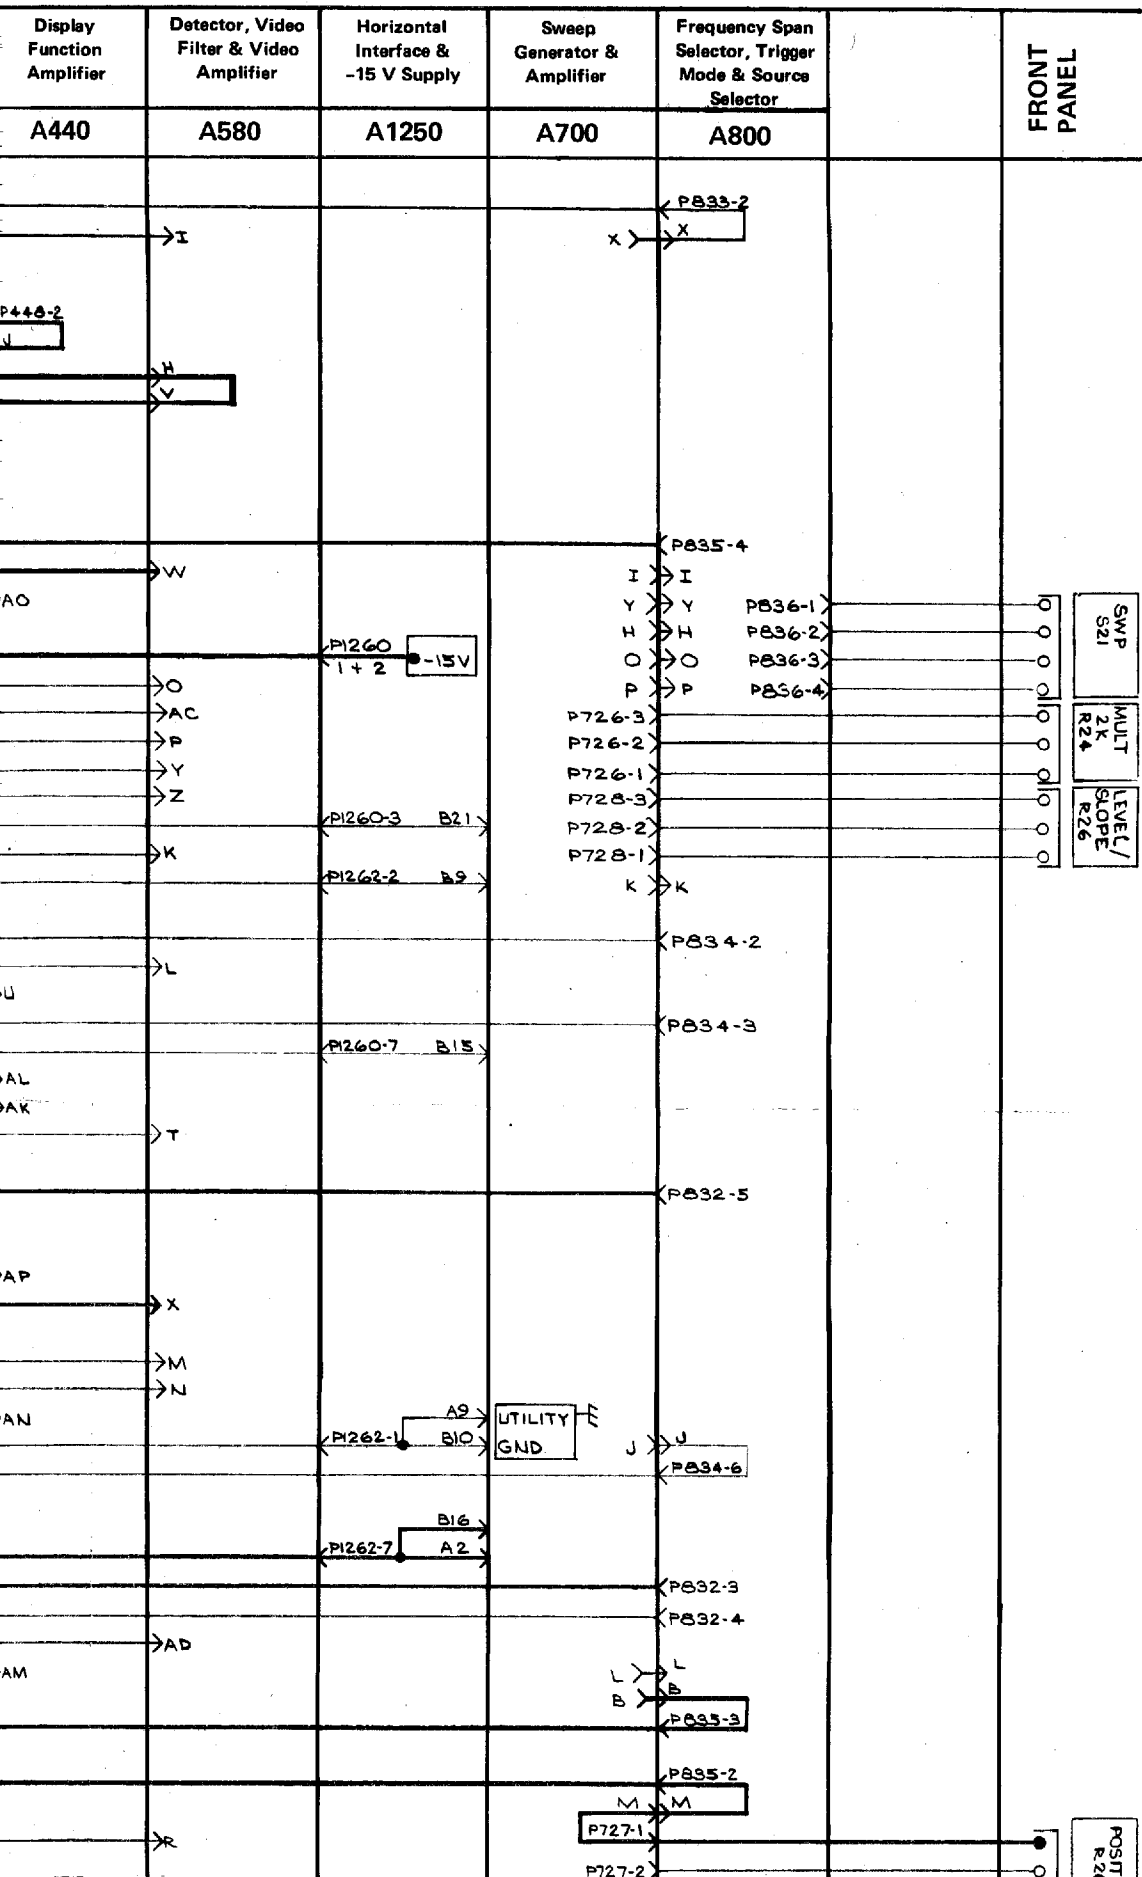 Display Function Amplifier
Detector, Video Filter & Video Amplifier
Horizontal Interface & -15 V Supply
Sweep Generator & Amplifier
Frequency Span Selector, Trigger Mode & Source Selector
FRONT PANEL
A440
A580
A1250
A700
A800
P833-2
X
X
I
P448-2
J
H
V
P835-4
W
I
I
AO
Y
Y
P836-1
H
H
P836-2
SWP
S21
P1260
1 + 2
-15V
O
O
P836-3
O
P
P
P836-4
AC
P726-3
P
P726-2
MULT
2K
R24
Y
P726-1
Z
P728-3
P1260-3
B21
P728-2
LEVEL/
SLOPE
R26
K
P728-1
P1262-2
B9
K
K
P834-2
L
U
P834-3
P1260-7
B15
AL
AK
T
P832-5
AP
X
M
N
A9
UTILITY
GND
AN
P1262-1
B10
J
J
P834-6
B16
P1262-7
A2
P832-3
P832-4
AD
AM
L
L
B
B
P835-3
P835-2
M
M
P727-1
R
P727-2